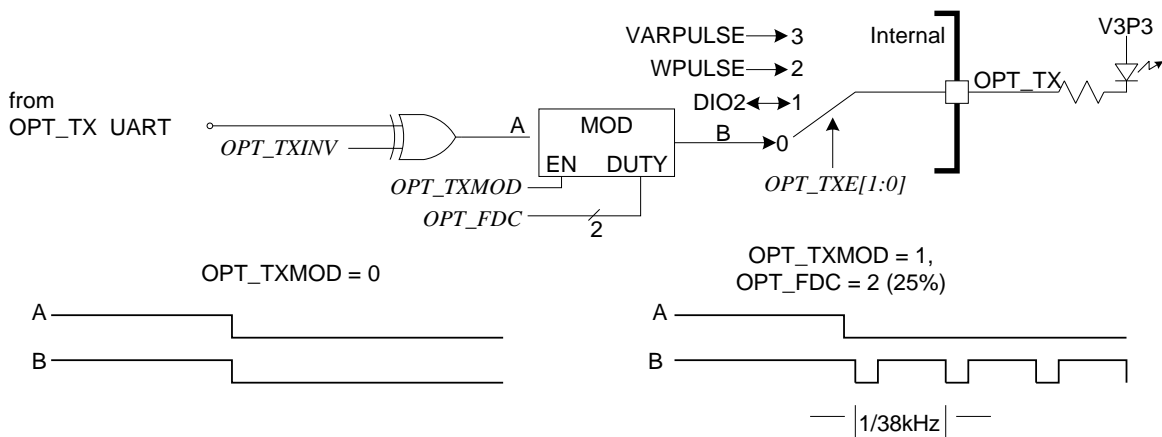 VARPULSE 3
WPULSE 2
DIO2 1
Internal
V3P3
OPT_TX
from
OPT_TX UART
OPT_TXINV
A
MOD
EN DUTY
B
0
OPT_TXMOD
OPT_FDC
2
OPT_TXE[1:0]
OPT_TXMOD = 0
A
B
OPT_TXMOD = 1,
OPT_FDC = 2 (25%)
A
B
1/38kHz